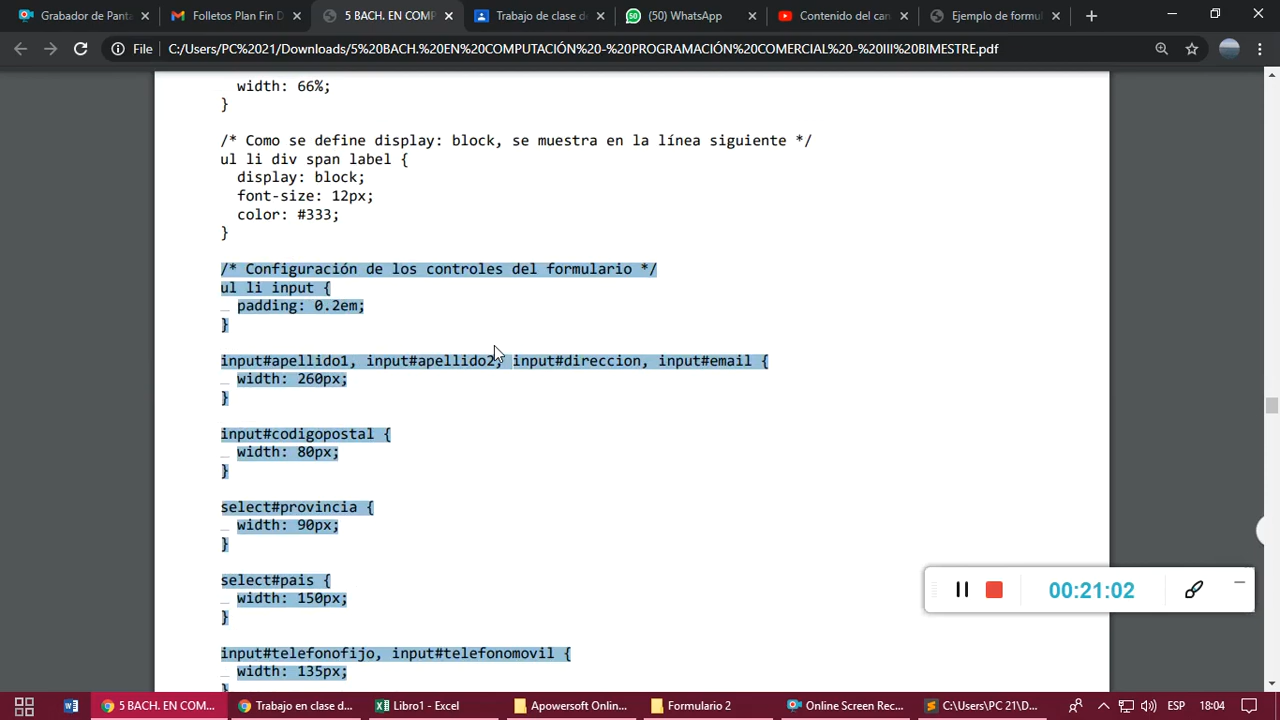 Grabador de Panta
Folletos Plan Fin D
5 BACH. EN COMP
Trabajo de clase d
(50) WhatsApp
Contenido del can
Ejemplo de formu
File
C:/Users/PC%2021/Downloads/5%20BACH.%20EN%20COMPUTACIÓN%20-%20PROGRAMACIÓN%20COMERCIAL%20-%20III%20BIMESTRE.pdf
width: 66%;
}
/* Como se define display: block, se muestra en la línea siguiente */
ul li div span label {
display: block;
font-size: 12px;
color: #333;
}
/* Configuración de los controles del formulario */
ul li input {
padding: 0.2em;
}
input#apellido1, input#apellido2, input#direccion, input#email {
width: 260px;
}
input#codigopostal {
width: 80px;
}
select#provincia {
width: 90px;
}
select#pais {
width: 150px;
}
input#telefonofijo, input#telefonomovil {
width: 135px;
}
00:21:02
5 BACH. EN COM...
Trabajo en clase d...
Libro1 - Excel
Apowersoft Onlin...
Formulario 2
Online Screen Rec...
C:\Users\PC 21\D...
ESP
18:04